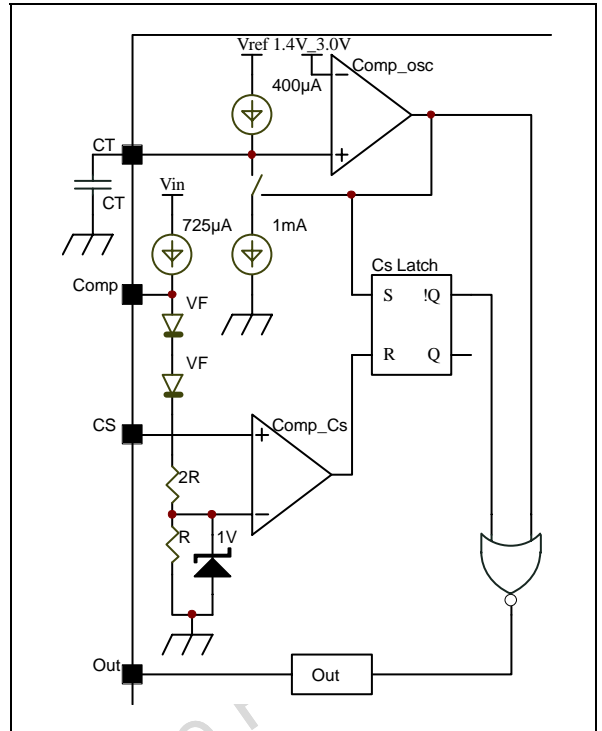 Vref 1.4V_3.0V
Comp_osc
400µA
CT
CT
Vin
725µA
1mA
Cs Latch
Comp
VF
S !Q
VF
R Q
CS
Comp_Cs
2R
R
1V
Out
Out